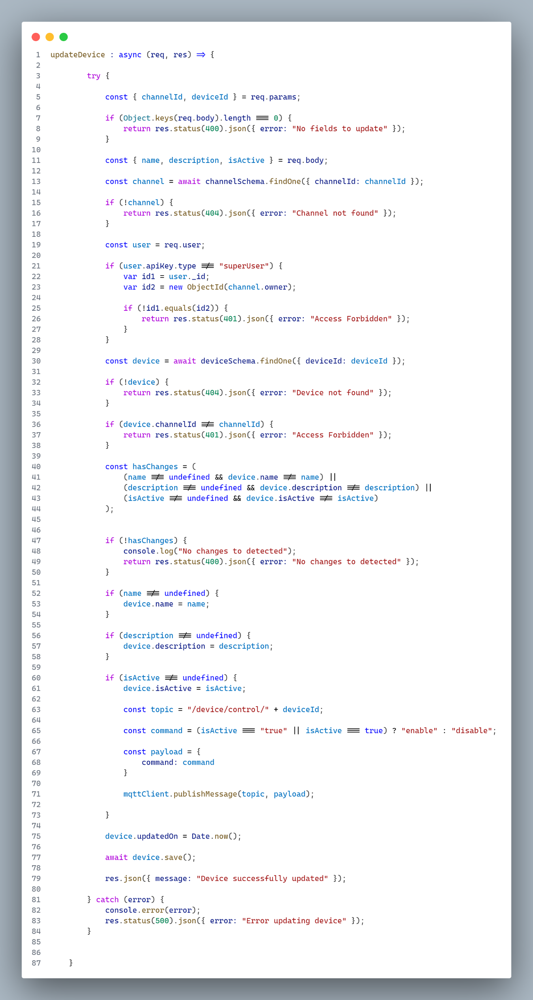 1 updateDevice : async (req, res) => {
2
3 try {
4
5 const { channelId, deviceId } = req.params;
6
7 if (Object.keys(req.body).length === 0) {
8 return res.status(400).json({ error: "No fields to update" });
9 }
10
11 const { name, description, isActive } = req.body;
12
13 const channel = await channelSchema.findOne({ channelId: channelId });
14
15 if (!channel) {
16 return res.status(404).json({ error: "Channel not found" });
17 }
18
19 const user = req.user;
20
21 if (user.apiKey.type !== "superUser") {
22 var id1 = user._id;
23 var id2 = new ObjectId(channel.owner);
24
25 if (!id1.equals(id2)) {
26 return res.status(401).json({ error: "Access Forbidden" });
27 }
28 }
29
30 const device = await deviceSchema.findOne({ deviceId: deviceId });
31
32 if (!device) {
33 return res.status(404).json({ error: "Device not found" });
34 }
35
36 if (device.channelId !== channelId) {
37 return res.status(401).json({ error: "Access Forbidden" });
38 }
39
40 const hasChanges = (
41 (name !== undefined && device.name !== name) ||
42 (description !== undefined && device.description !== description) ||
43 (isActive !== undefined && device.isActive !== isActive)
44 );
45
46
47 if (!hasChanges) {
48 console.log("No changes to detected");
49 return res.status(400).json({ error: "No changes to detected" });
50 }
51
52 if (name !== undefined) {
53 device.name = name;
54 }
55
56 if (description !== undefined) {
57 device.description = description;
58 }
59
60 if (isActive !== undefined) {
61 device.isActive = isActive;
62
63 const topic = "/device/control/" + deviceId;
64
65 const command = (isActive === "true" || isActive === true) ? "enable" : "disable";
66
67 const payload = {
68 command: command
69 }
70
71 mqttClient.publishMessage(topic, payload);
72
73 }
74
75 device.updatedOn = Date.now();
76
77 await device.save();
78
79 res.json({ message: "Device successfully updated" });
80
81 } catch (error) {
82 console.error(error);
83 res.status(500).json({ error: "Error updating device" });
84 }
85
86
87 }